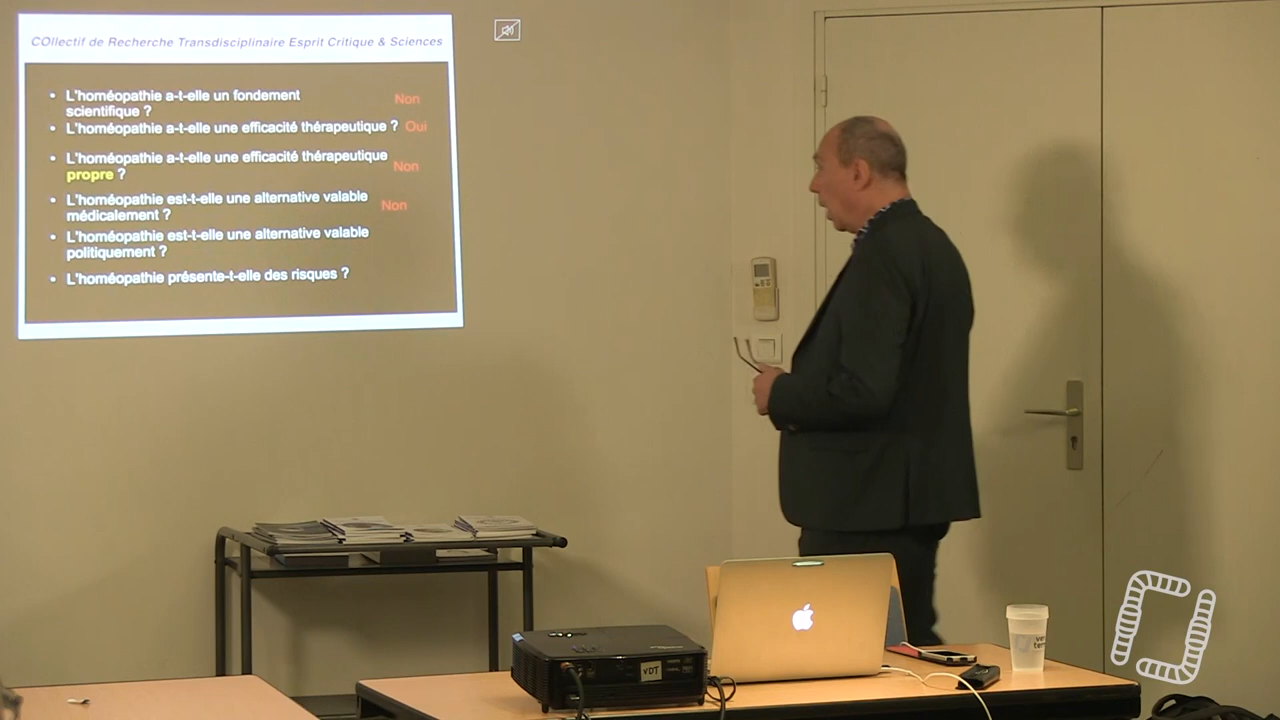 COllectif de Recherche Transdisciplinaire Esprit Critique & Sciences
• L'homéopathie a-t-elle un fondement
scientifique ? Non
• L'homéopathie a-t-elle une efficacité thérapeutique ? Oui
• L'homéopathie a-t-elle une efficacité thérapeutique
propre ? Non
• L'homéopathie est-t-elle une alternative valable
médicalement ? Non
• L'homéopathie est-t-elle une alternative valable
politiquement ?
• L'homéopathie présente-t-elle des risques ?
VDT